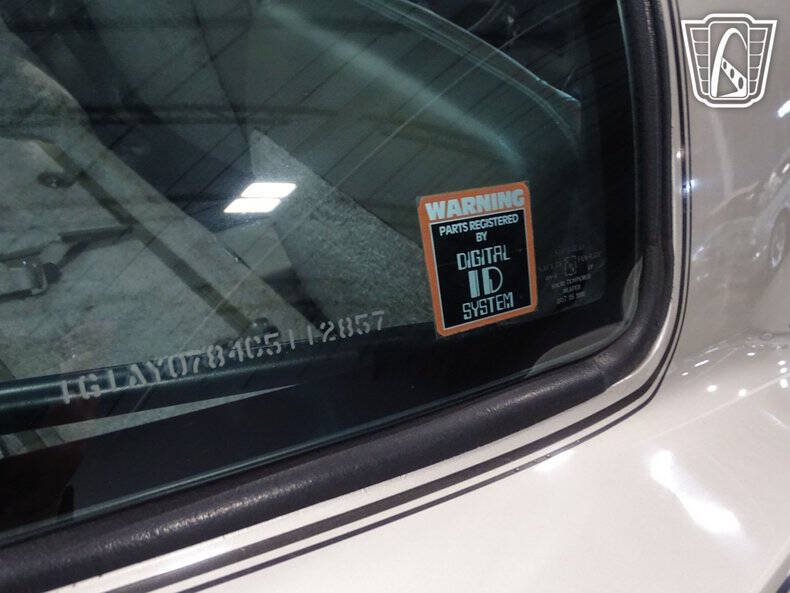 WARNING
PARTS REGISTERED
BY
DIGITAL
ID
SYSTEM
1G1AY0784C5112857